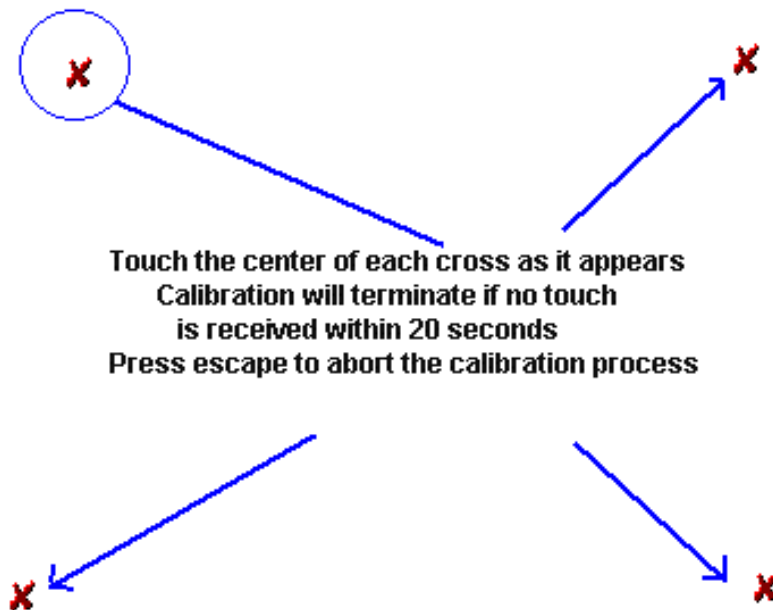 Touch the center of each cross as it appears
Calibration will terminate if no touch
is received within 20 seconds
Press escape to abort the calibration process